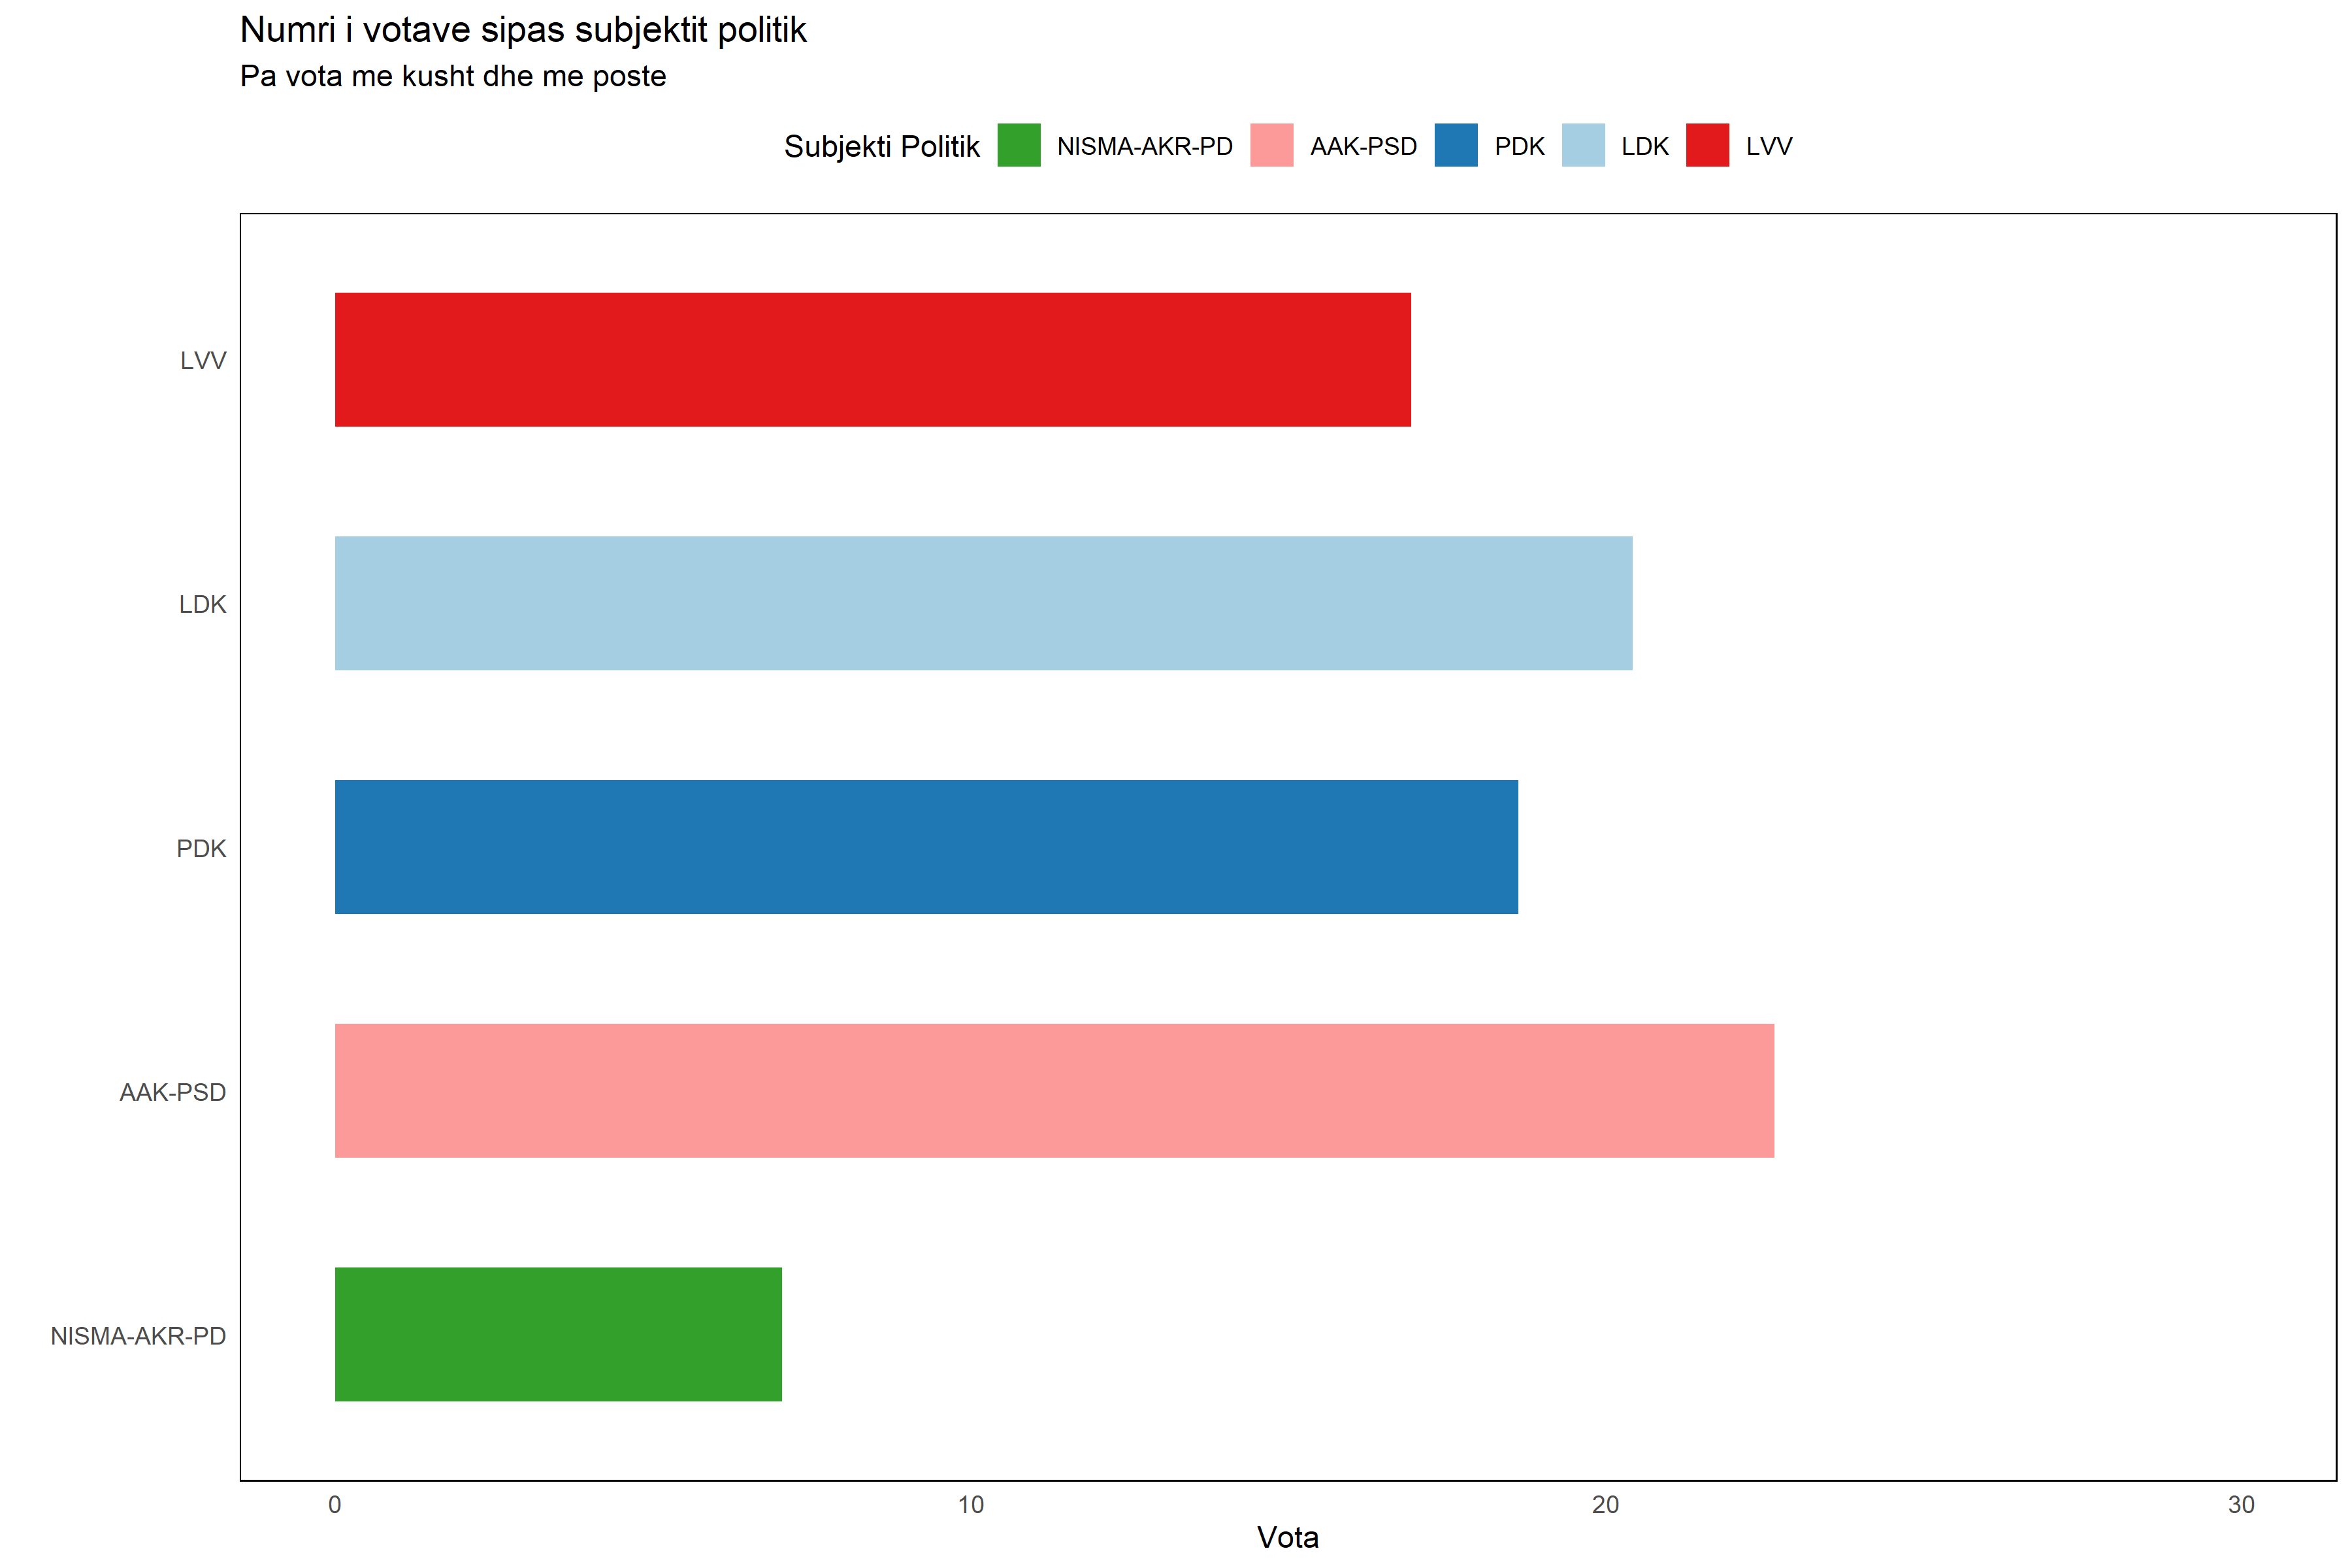 Numri i votave sipas subjektit politik
Pa vota me kusht dhe me poste
Subjekti Politik NISMA-AKR-PD AAK-PSD PDK LDK LVV
LVV
LDK
PDK
AAK-PSD
NISMA-AKR-PD
0 10 20 30
Vota